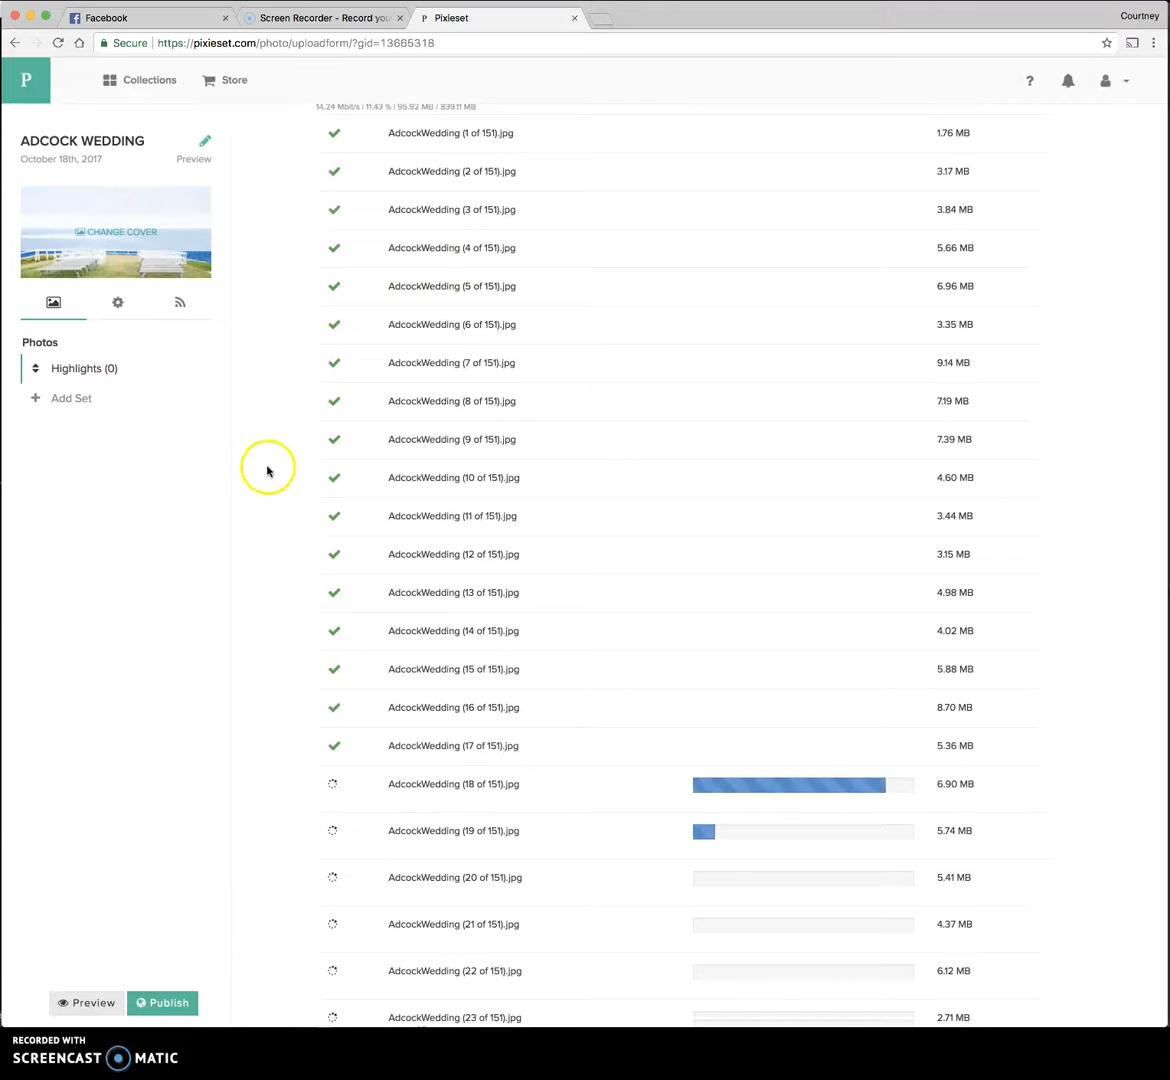 Facebook
Screen Recorder - Record you
Pixieset
Courtney
Secure
https://pixieset.com/photo/uploadform/?gid=13665318
P
Collections
Store
?
14.24 Mbit/s | 11.43 % | 95.92 MB / 839.11 MB
ADCOCK WEDDING
October 18th, 2017
Preview
CHANGE COVER
Photos
Highlights (0)
Add Set
AdcockWedding (1 of 151).jpg 1.76 MB
AdcockWedding (2 of 151).jpg 3.17 MB
AdcockWedding (3 of 151).jpg 3.84 MB
AdcockWedding (4 of 151).jpg 5.66 MB
AdcockWedding (5 of 151).jpg 6.96 MB
AdcockWedding (6 of 151).jpg 3.35 MB
AdcockWedding (7 of 151).jpg 9.14 MB
AdcockWedding (8 of 151).jpg 7.19 MB
AdcockWedding (9 of 151).jpg 7.39 MB
AdcockWedding (10 of 151).jpg 4.60 MB
AdcockWedding (11 of 151).jpg 3.44 MB
AdcockWedding (12 of 151).jpg 3.15 MB
AdcockWedding (13 of 151).jpg 4.98 MB
AdcockWedding (14 of 151).jpg 4.02 MB
AdcockWedding (15 of 151).jpg 5.88 MB
AdcockWedding (16 of 151).jpg 8.70 MB
AdcockWedding (17 of 151).jpg 5.36 MB
AdcockWedding (18 of 151).jpg 6.90 MB
AdcockWedding (19 of 151).jpg 5.74 MB
AdcockWedding (20 of 151).jpg 5.41 MB
AdcockWedding (21 of 151).jpg 4.37 MB
AdcockWedding (22 of 151).jpg 6.12 MB
AdcockWedding (23 of 151).jpg 2.71 MB
Preview
Publish
RECORDED WITH
SCREENCAST MATIC